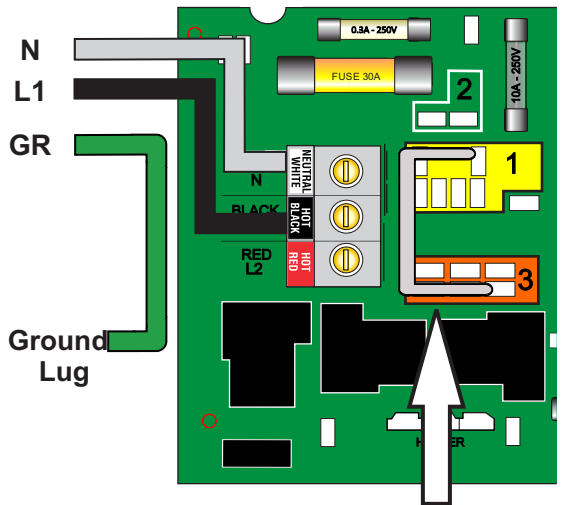 N
L1
GR
Ground
Lug
0.3A - 250V
FUSE 30A
10A - 250V
2
1
3
NEUTRAL
WHITE
N
BLACK
HOT
BLACK
RED
L2
HOT
RED